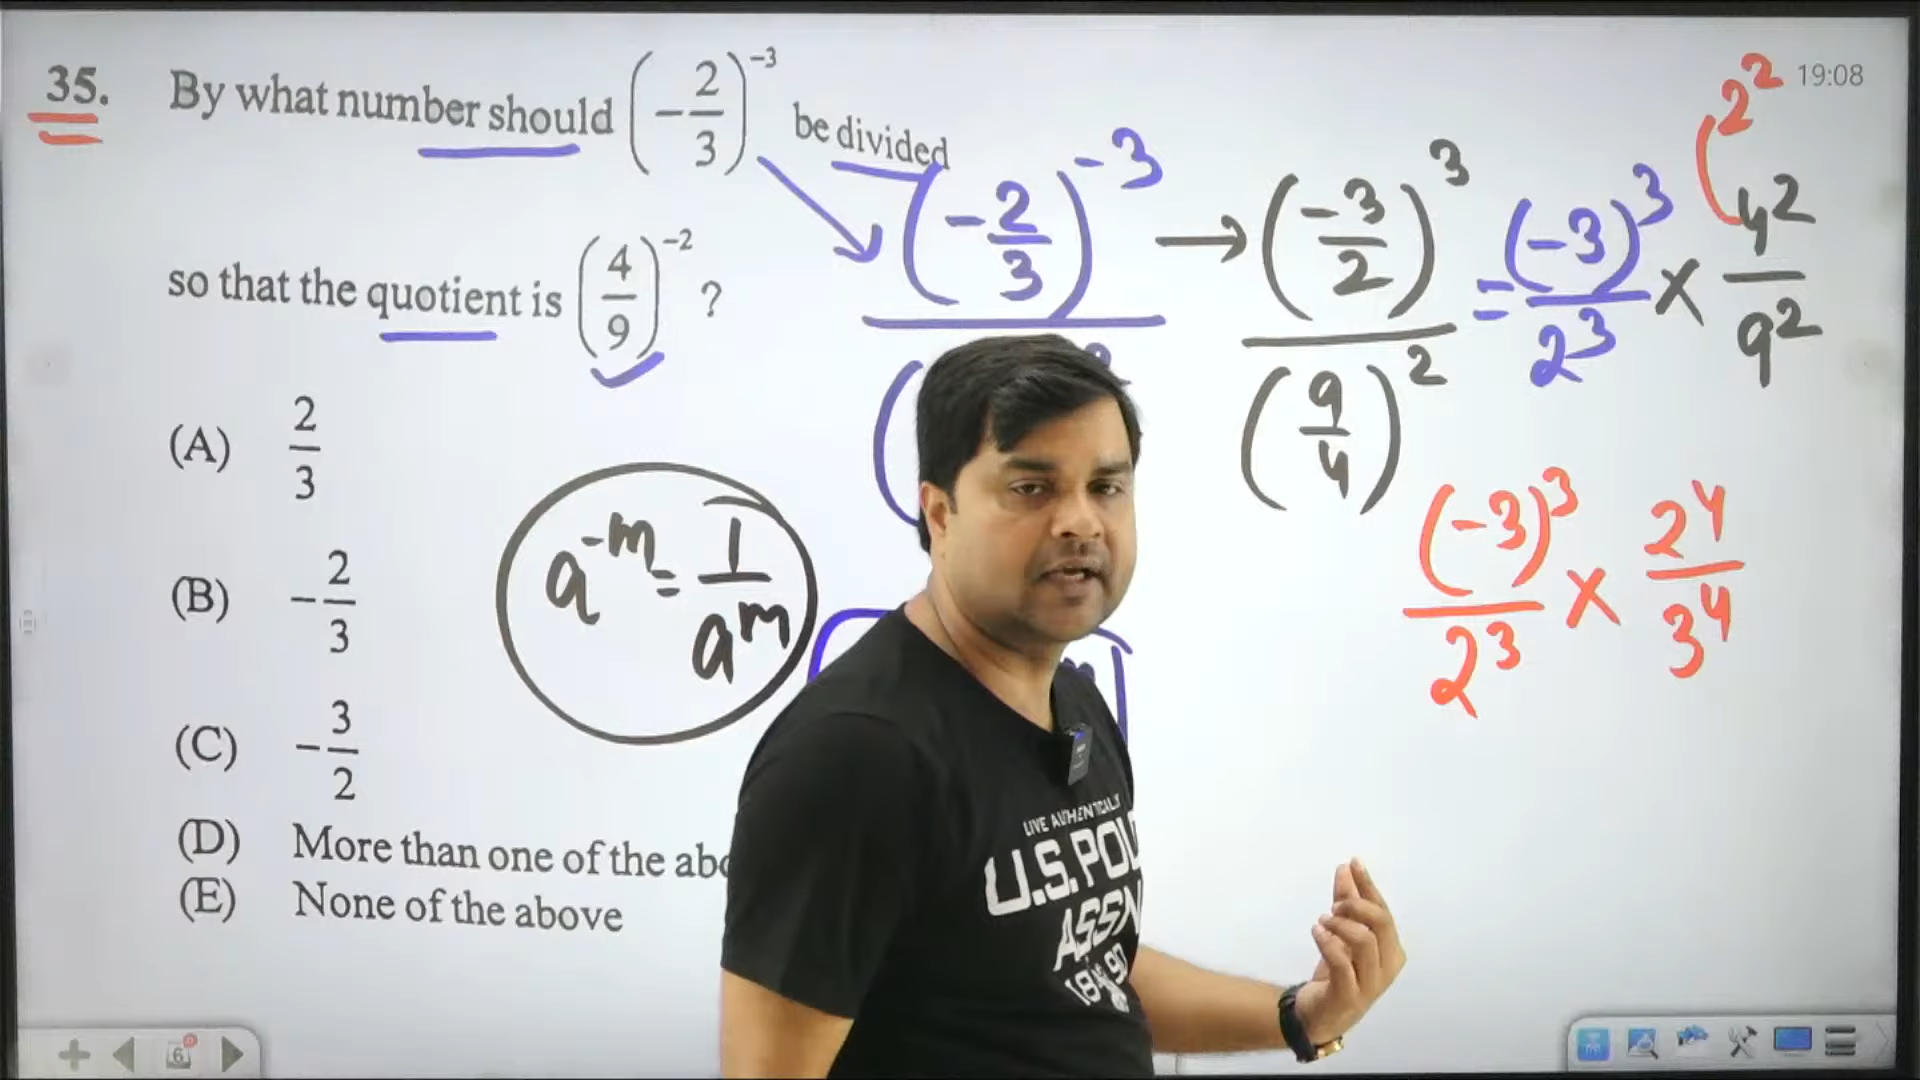 35. By what number should (-2/3)^-3 be divided
so that the quotient is (4/9)^-2 ?
(A) 2/3
(B) -2/3
(C) -3/2
(D) More than one of the
(E) None of the above
19:08
(-2/3)^-3 → (-3/2)^3 / (9/4)^2 = (-3)^3/2^3 × 4^2/9^2
2^2
a^-m = 1/a^m
(-3)^3/2^3 × 2^4/3^4
LIVE AUTHENTICALLY
U.S. POL
ASSN
1890
6